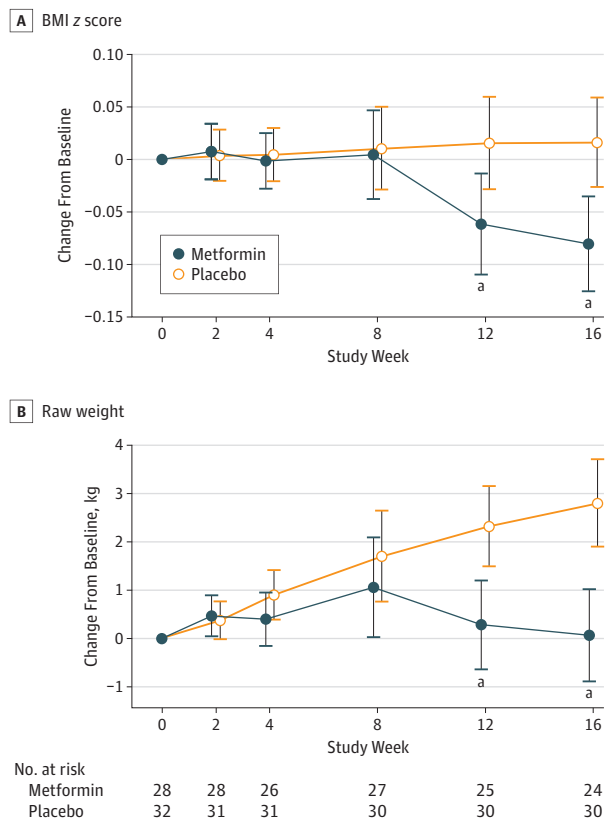 A BMI z score
0.10
0.05
0
−0.05
−0.10
−0.15
Change From Baseline
Metformin
Placebo
a
a
0 2 4 8 12 16
Study Week
B Raw weight
4
3
2
1
0
−1
Change From Baseline, kg
a
a
0 2 4 8 12 16
Study Week
No. at risk
Metformin 28 28 26 27 25 24
Placebo 32 31 31 30 30 30